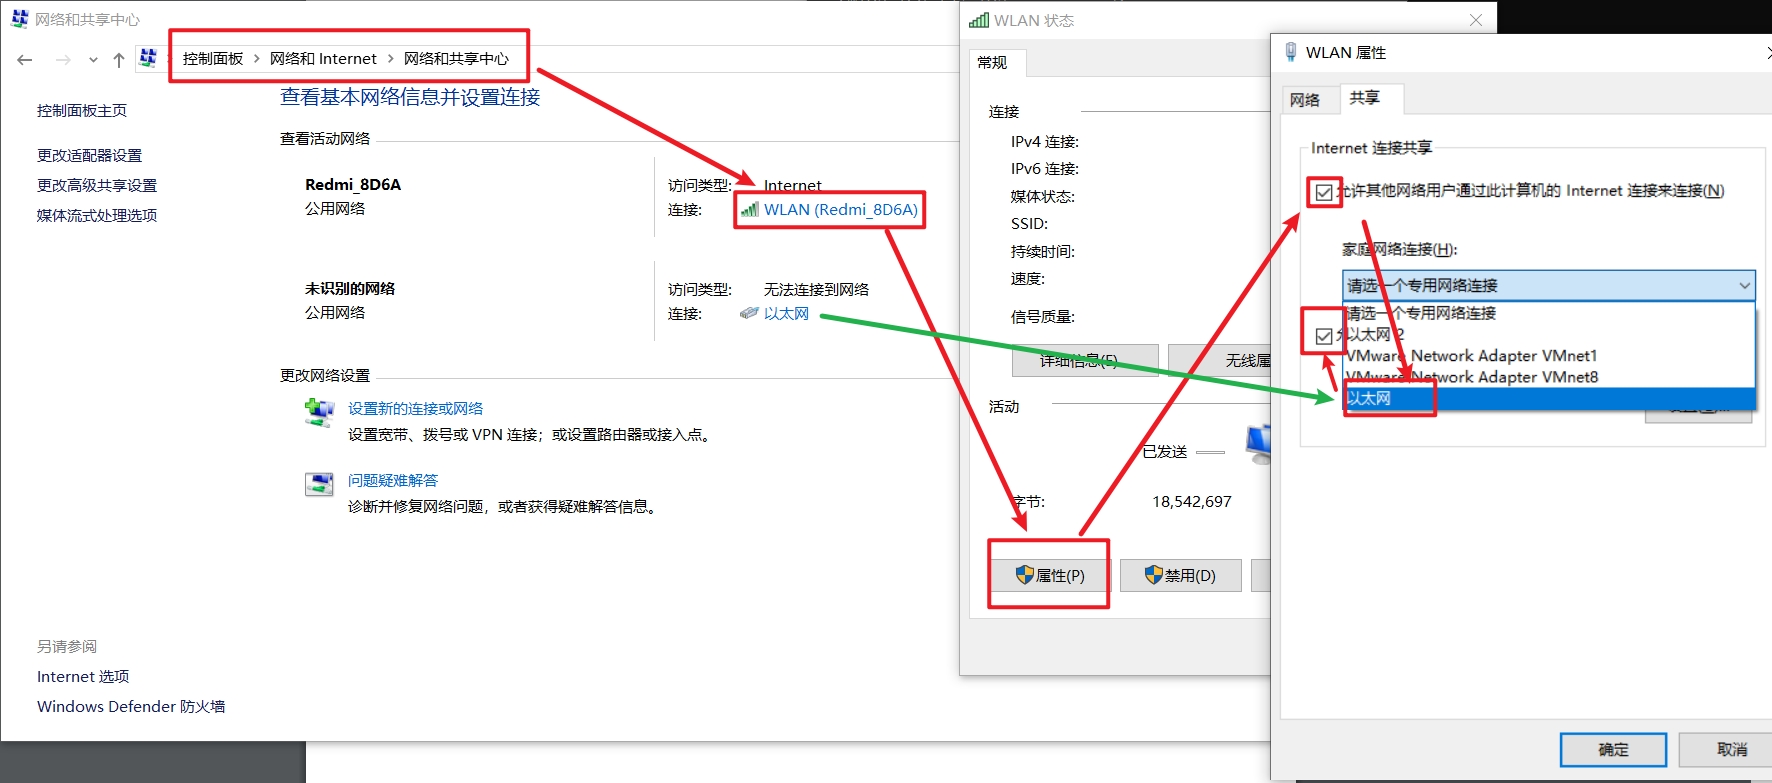 网络和共享中心
控制面板 > 网络和 Internet > 网络和共享中心
控制面板主页
更改适配器设置
更改高级共享设置
媒体流式处理选项
查看基本网络信息并设置连接
查看活动网络
Redmi_8D6A
公用网络
访问类型: Internet
连接: WLAN (Redmi_8D6A)
未识别的网络
公用网络
访问类型: 无法连接到网络
连接: 以太网
更改网络设置
设置新的连接或网络
设置宽带、拨号或 VPN 连接；或设置路由器或接入点。
问题疑难解答
诊断并修复网络问题，或者获得疑难解答信息。
另请参阅
Internet 选项
Windows Defender 防火墙
WLAN 状态
常规
连接
IPv4 连接:
IPv6 连接:
媒体状态:
SSID:
持续时间:
速度:
信号质量:
详细信息(E)
无线属
活动
已发送
字节: 18,542,697
属性(P)
禁用(D)
WLAN 属性
网络
共享
Internet 连接共享
允许其他网络用户通过此计算机的 Internet 连接来连接(N)
家庭网络连接(H):
请选一个专用网络连接
请选一个专用网络连接
以太网 2
VMware Network Adapter VMnet1
VMware Network Adapter VMnet8
以太网
确定
取消